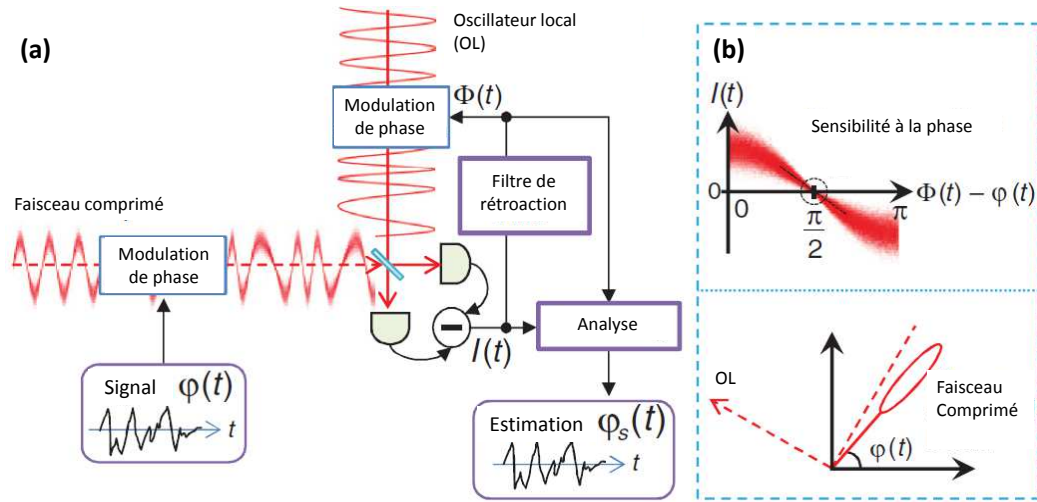 (a)
Oscillateur local
(OL)
Modulation
de phase
Φ(t)
Filtre de
rétroaction
Faisceau comprimé
Modulation
de phase
I(t)
Analyse
Signal φ(t)
t
Estimation φₛ(t)
t
(b)
I(t)
Sensibilité à la phase
0
0
π/2
π
Φ(t) − φ(t)
OL
Faisceau
Comprimé
φ(t)